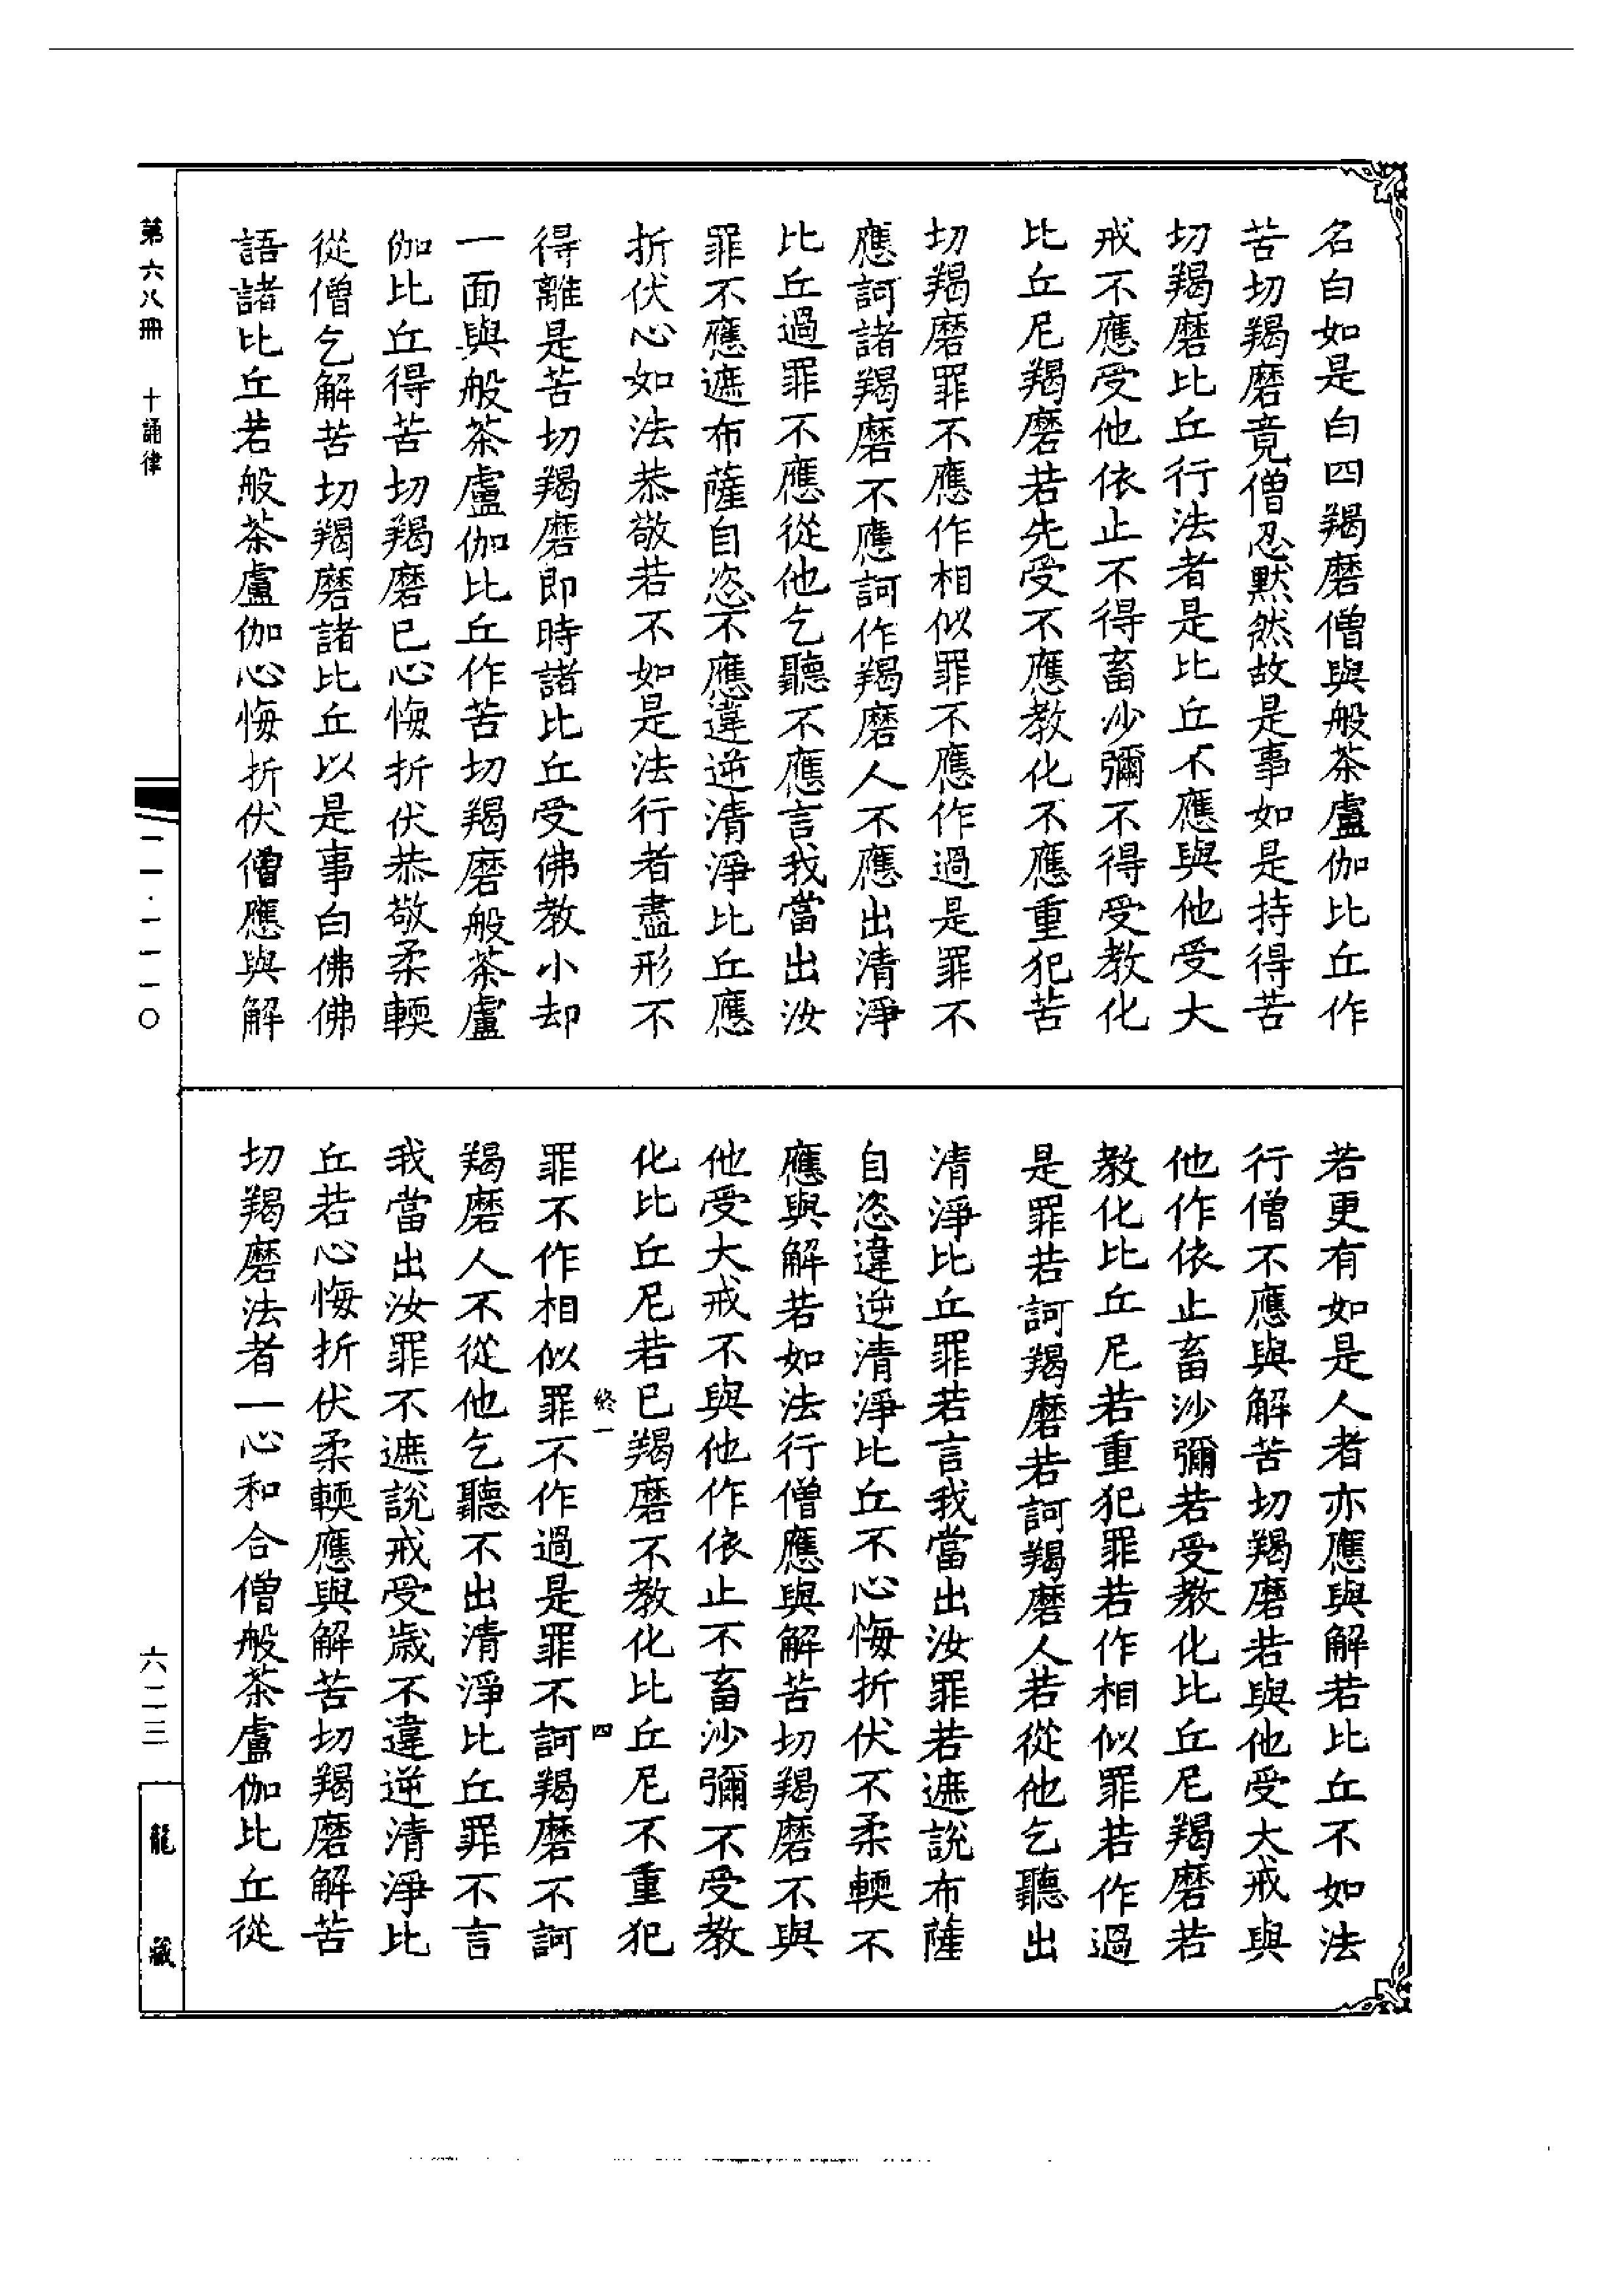 名白如是白四羯磨僧與般茶盧伽比丘作
苦切羯磨竟僧忍默然故是事如是持得苦
切羯磨比丘行法者是比丘不應與他受大
戒不應受他依止不得畜沙彌不得受教化
比丘尼羯磨若先受不應教化不應重犯苦
切羯磨罪不應作相似罪不應作過是罪不
應訶諸羯磨不應訶作羯磨人不應出清淨
比丘過罪不應從他乞聽不應言我當出汝
罪不應遮布薩自恣不應違逆清淨比丘應
折伏心如法恭敬若不如是法行者盡形不
得離是苦切羯磨即時諸比丘受佛教小却
一面與般茶盧伽比丘作苦切羯磨般茶盧
伽比丘得苦切羯磨已心悔折伏恭敬柔輭
從僧乞解苦切羯磨諸比丘以是事白佛佛
語諸比丘若般茶盧伽心悔折伏僧應與解
若更有如是人者亦應與解若比丘不如法
行僧不應與解苦切羯磨若與他受大戒與
他作依止畜沙彌若受教化比丘尼羯磨若
教化比丘尼若重犯罪若作相似罪若作過
是罪若訶羯磨若訶羯磨人若從他乞聽出
清淨比丘罪若言我當出汝罪若遮說布薩
自恣違逆清淨比丘不心悔折伏不柔輭不
應與解若如法行僧應與解苦切羯磨不與
他受大戒不與他作依止不畜沙彌不受教
化比丘尼若已羯磨不教化比丘尼不重犯
終一 四
罪不作相似罪不作過是罪不訶羯磨不訶
羯磨人不從他乞聽不出清淨比丘罪不言
我當出汝罪不遮說戒受歲不違逆清淨比
丘若心悔折伏柔輭應與解苦切羯磨解苦
切羯磨法者一心和合僧般茶盧伽比丘從
第六八冊 十誦律
二一·一一一〇
六二三
龍藏